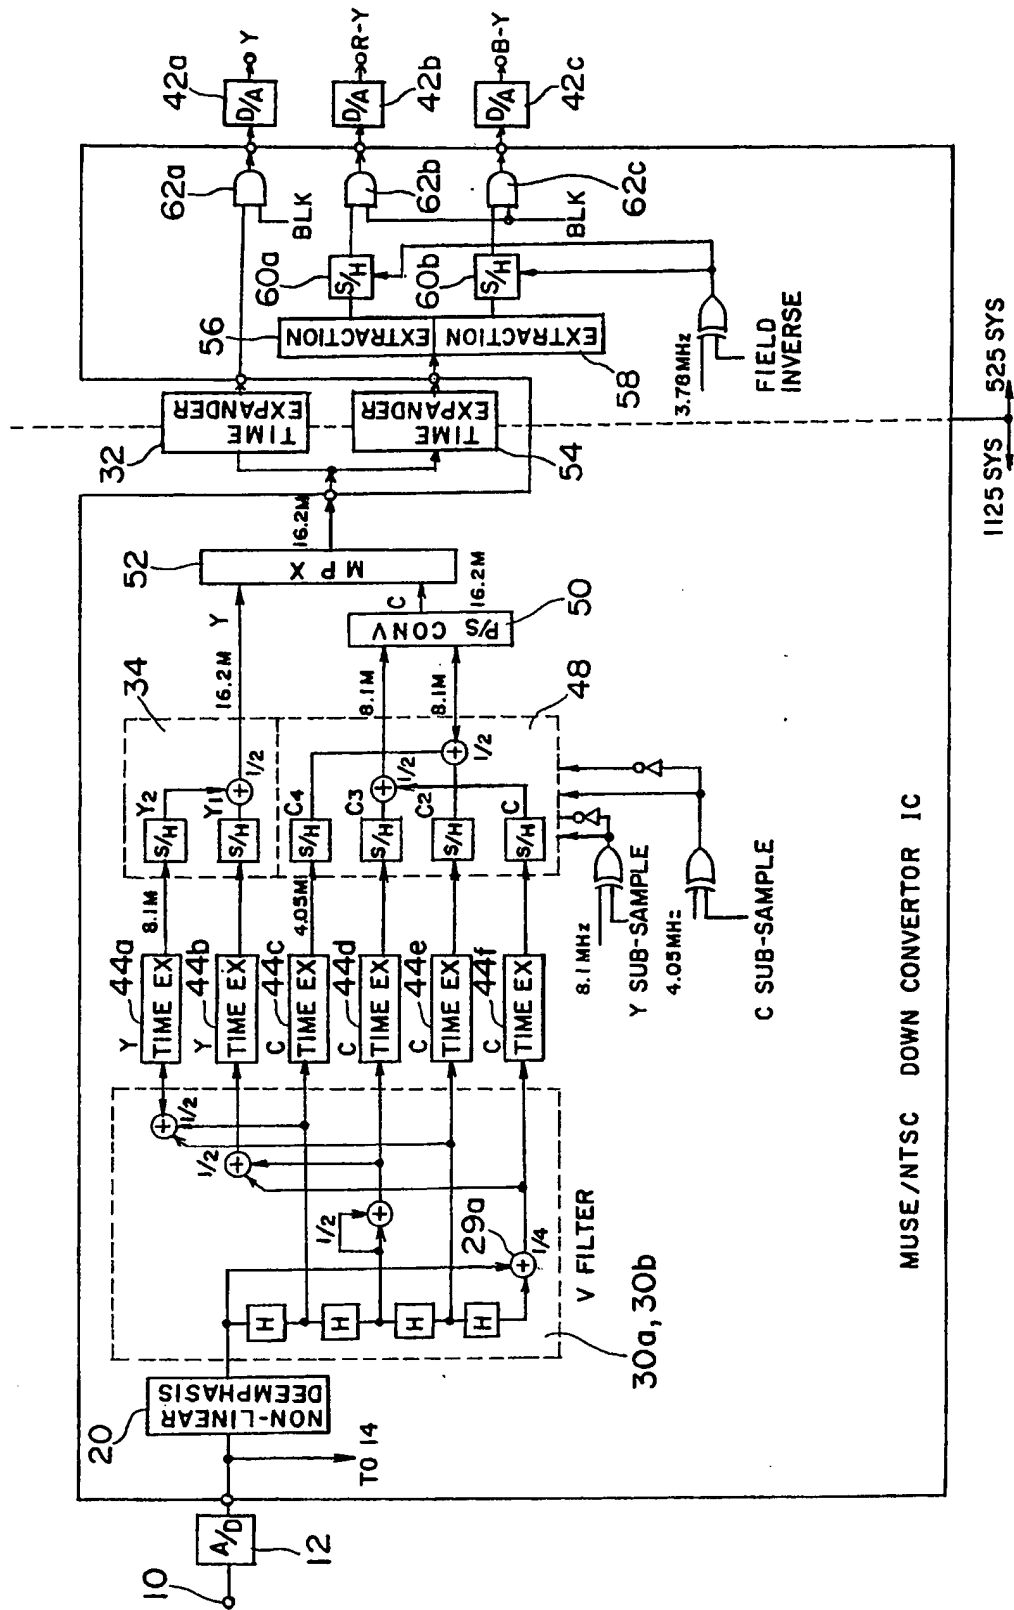 10
A/D
12
TO 14
20
NON-LINEAR
DEEMPHASIS
H
H
H
H
1/2
1/2
1/2
29a
1/4
V FILTER
30a, 30b
Y
44a
TIME EX
Y
44b
TIME EX
C
44c
TIME EX
C
44d
TIME EX
C
44e
TIME EX
C
44f
TIME EX
8.1M
4.05M
S/H
Y2
S/H
Y1
S/H
C4
S/H
C3
S/H
C2
S/H
C
1/2
1/2
1/2
34
48
8.1MHz
Y SUB-SAMPLE
4.05MHz
C SUB-SAMPLE
16.2M
Y
8.1M
8.1M
P/S
CONV
50
C
16.2M
52
MPX
16.2M
32
TIME
EXPANDER
TIME
EXPANDER
54
56
EXTRACTION
EXTRACTION
58
60a
S/H
60b
S/H
3.78MHz
FIELD
INVERSE
62a
BLK
62b
BLK
62c
42a
D/A
Y
D/A
R-Y
42b
D/A
B-Y
42c
MUSE/NTSC DOWN CONVERTOR IC
1125 SYS
525 SYS